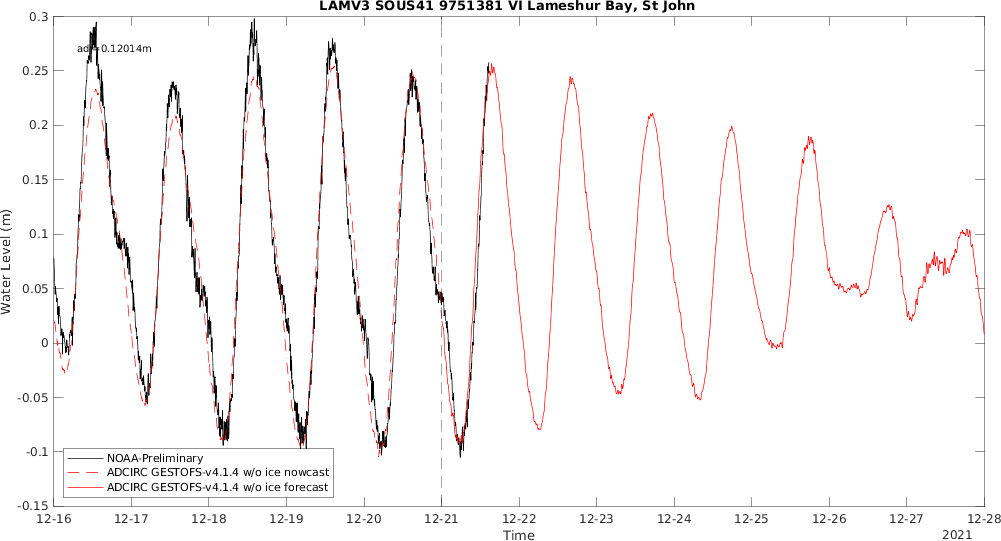 LAMV3 SOUS41 9751381 VI Lameshur Bay, St John
adj=0.12014m
Water Level (m)
0.3
0.25
0.2
0.15
0.1
0.05
0
-0.05
-0.1
-0.15
NOAA-Preliminary
ADCIRC GESTOFS-v4.1.4 w/o ice nowcast
ADCIRC GESTOFS-v4.1.4 w/o ice forecast
12-16 12-17 12-18 12-19 12-20 12-21 12-22 12-23 12-24 12-25 12-26 12-27 12-28
Time
2021